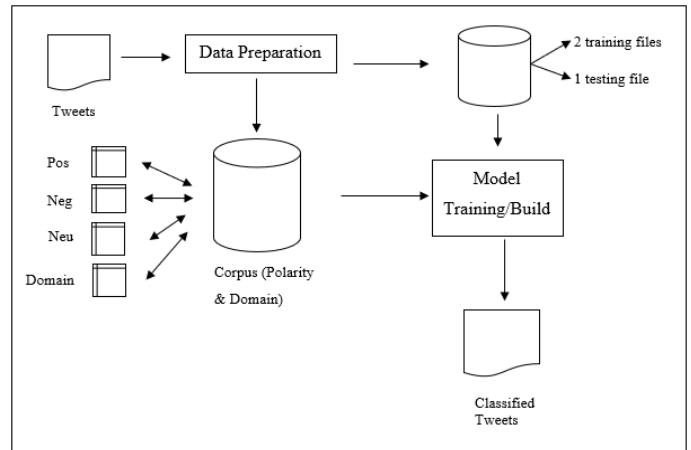 Tweets
Data Preparation
2 training files
1 testing file
Pos
Neg
Neu
Domain
Corpus (Polarity
& Domain)
Model
Training/Build
Classified
Tweets